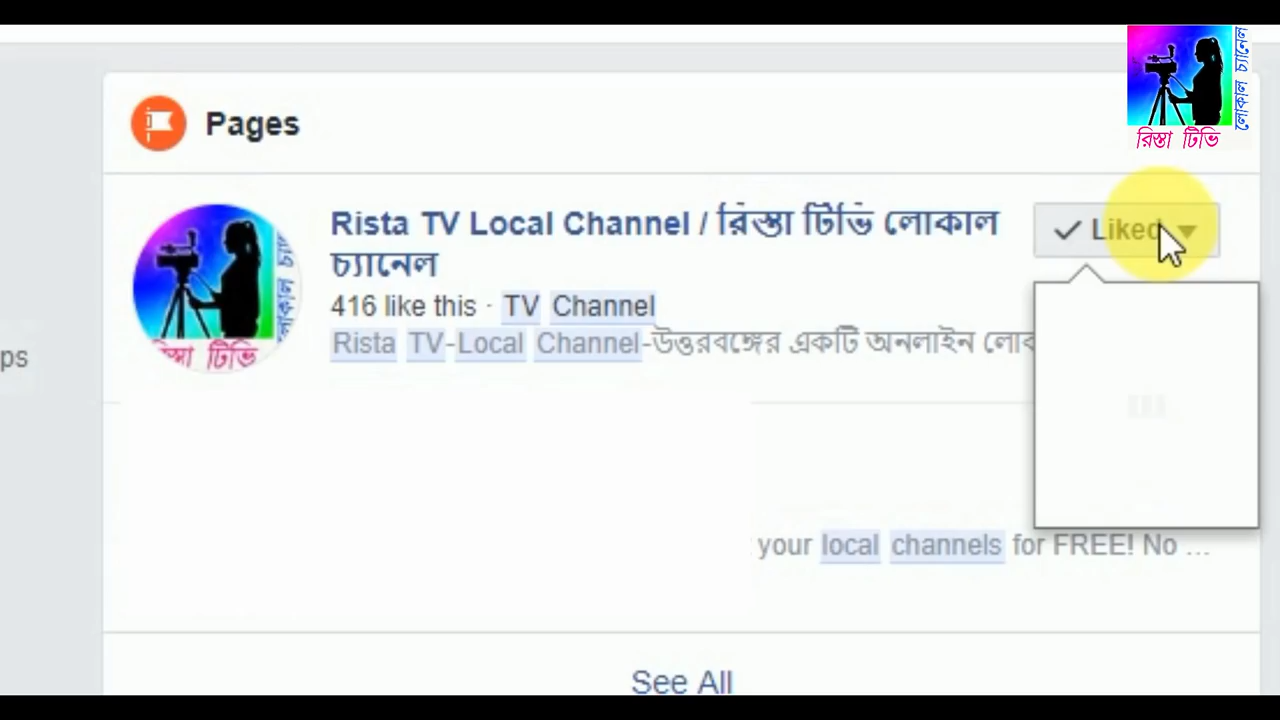 লোকাল চ্যানেল
রিস্তা টিভি
Pages
Rista TV Local Channel / রিস্তা টিভি লোকাল
চ্যানেল
Liked
416 like this · TV Channel
Rista TV-Local Channel-উত্তরবঙ্গের একটি অনলাইন
লোকাল
রিস্তা টিভি
ps
your local channels for FREE! No ...
See All